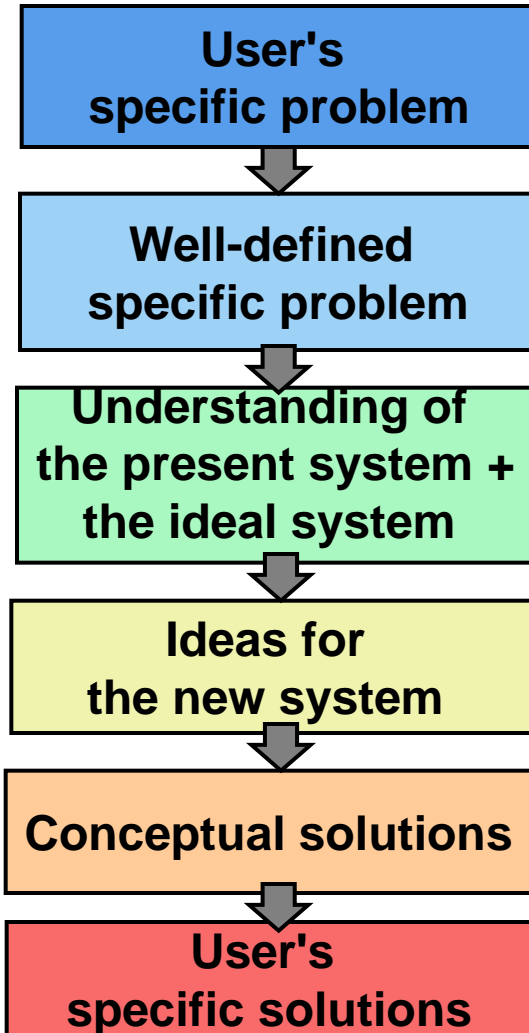 User's
specific problem
Well-defined
specific problem
Understanding of
the present system +
the ideal system
Ideas for
the new system
Conceptual solutions
User's
specific solutions